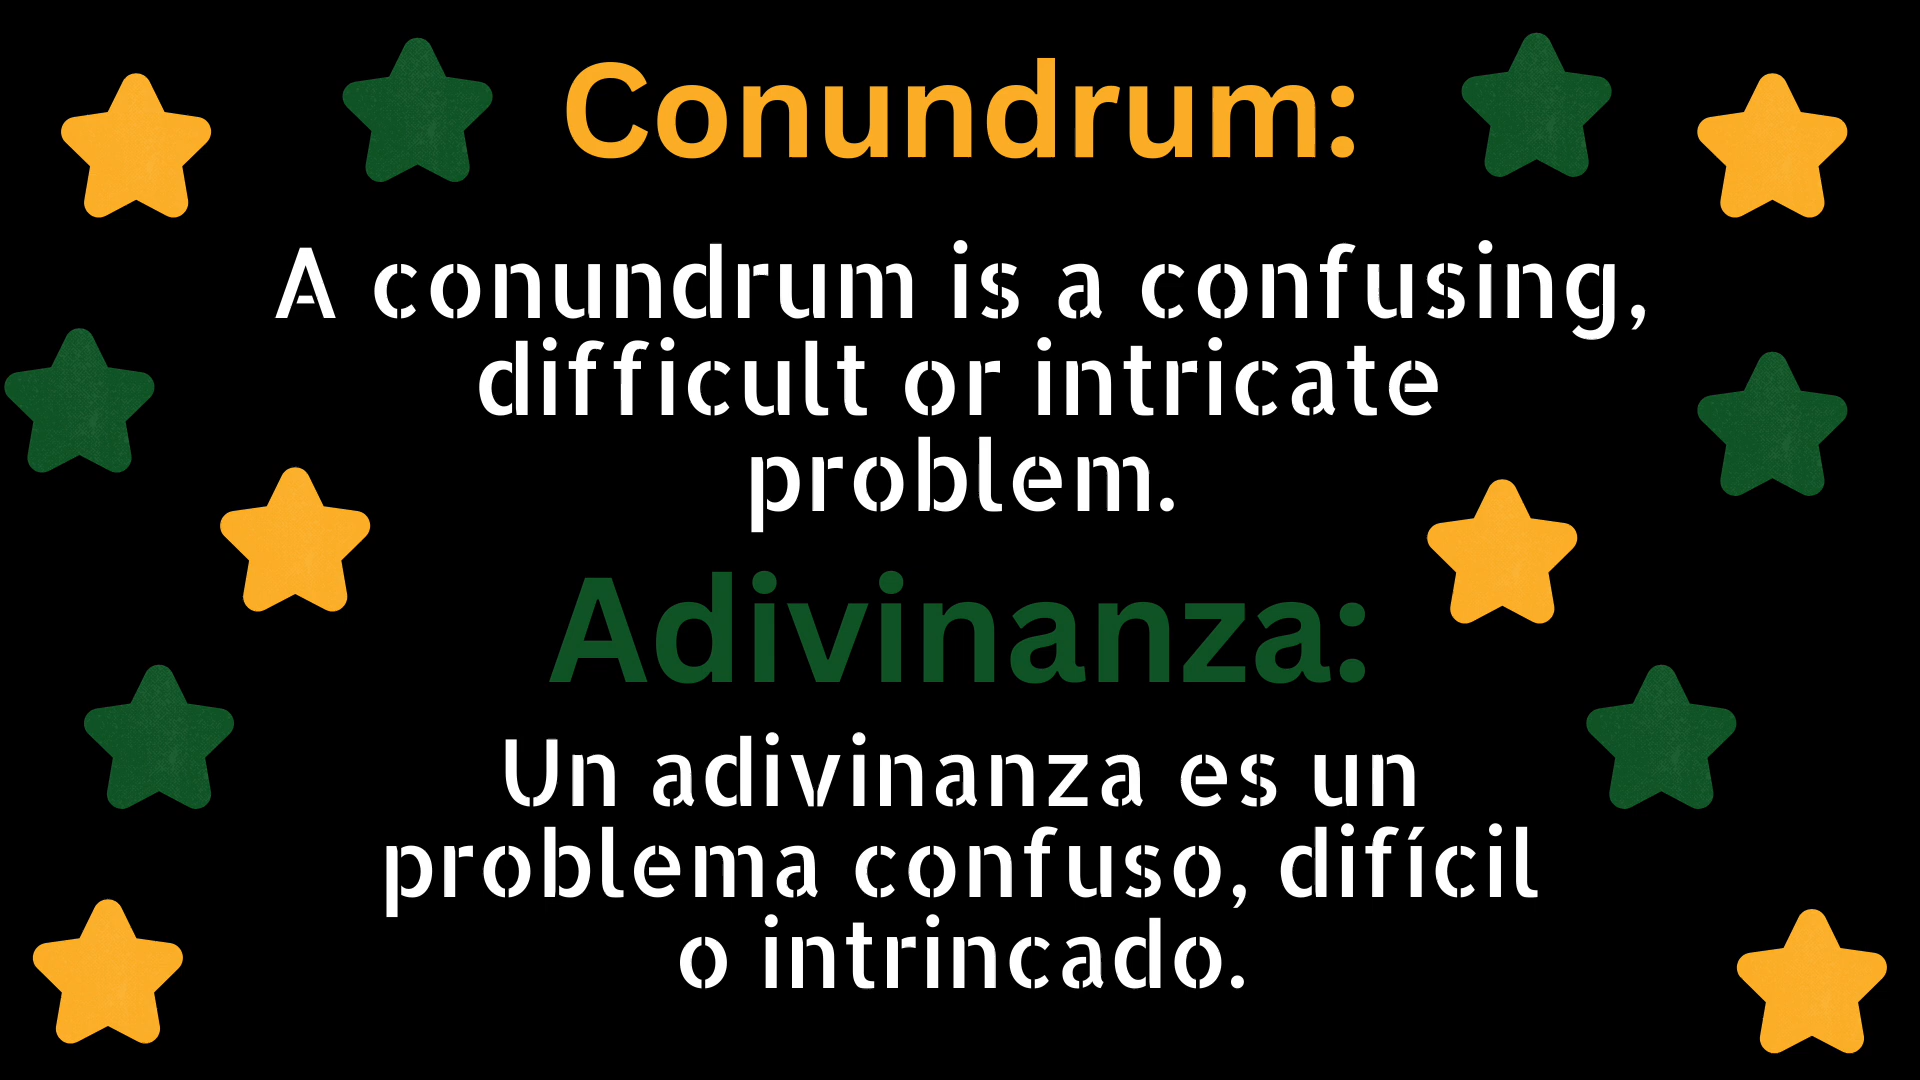 Conundrum:
A conundrum is a confusing,
difficult or intricate
problem.
Adivinanza:
Un adivinanza es un
problema confuso, difícil
o intrincado.